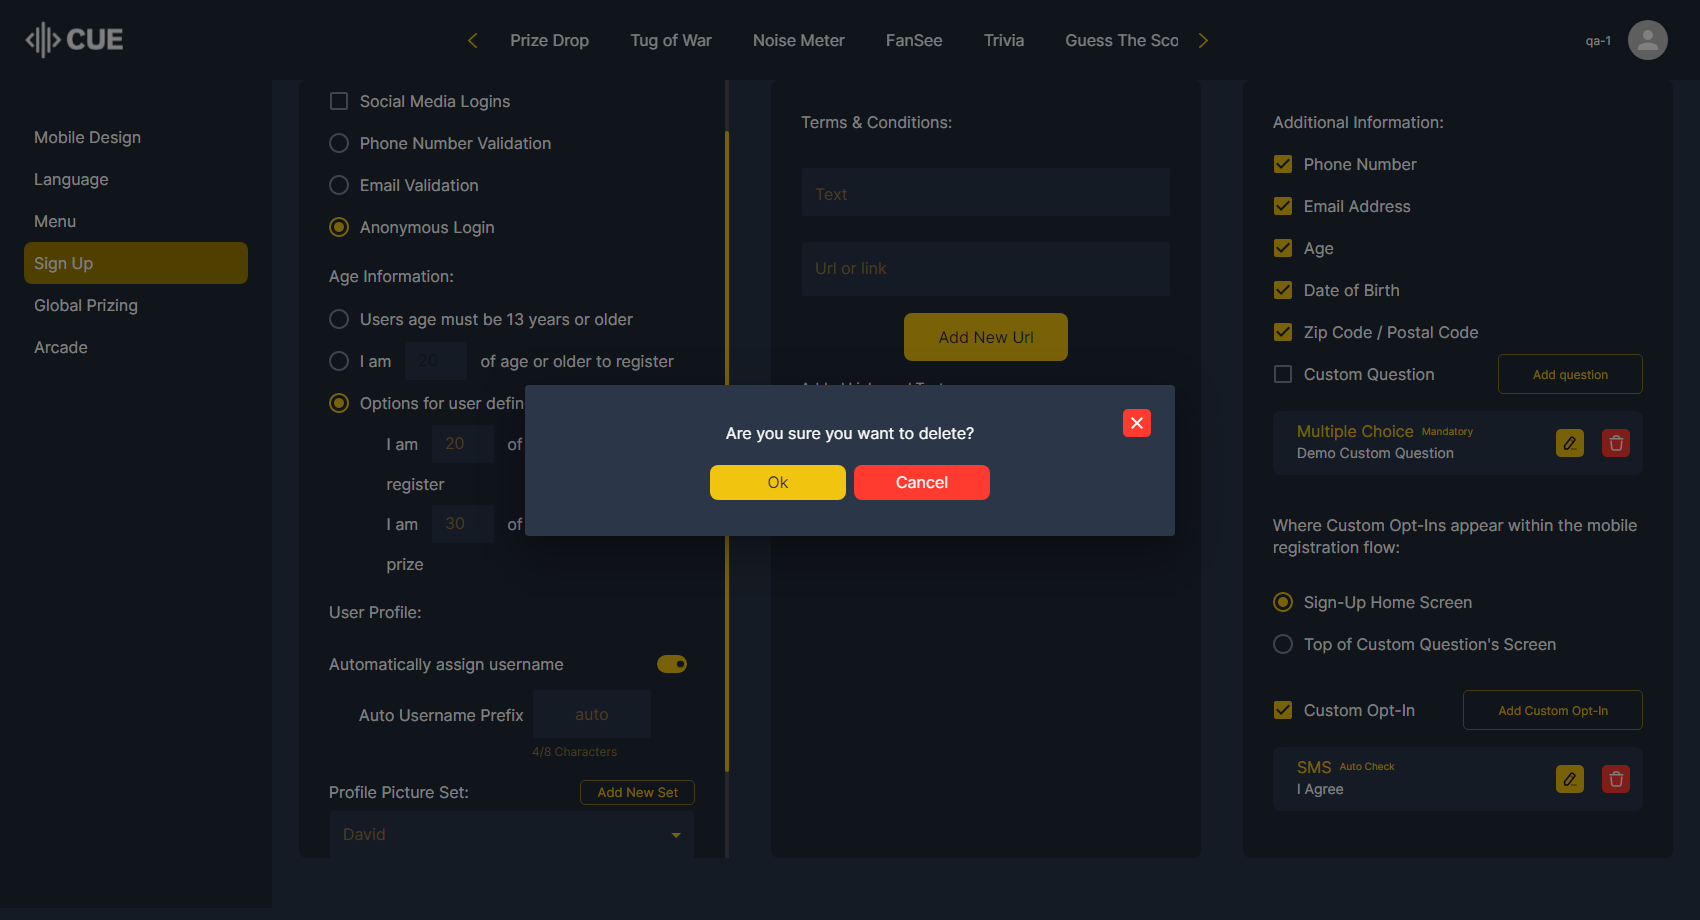 CUE
Prize Drop
Tug of War
Noise Meter
FanSee
Trivia
Guess The Sco
qa-1
Mobile Design
Language
Menu
Sign Up
Global Prizing
Arcade
Social Media Logins
Phone Number Validation
Email Validation
Anonymous Login
Age Information:
Users age must be 13 years or older
I am 20 of age or older to register
Options for user defin
I am 20 of
register
I am 30 of
prize
User Profile:
Automatically assign username
Auto Username Prefix auto
4/8 Characters
Profile Picture Set:
Add New Set
David
Terms & Conditions:
Text
Url or link
Add New Url
Are you sure you want to delete?
Ok
Cancel
Additional Information:
Phone Number
Email Address
Age
Date of Birth
Zip Code / Postal Code
Custom Question
Add question
Multiple Choice Mandatory
Demo Custom Question
Where Custom Opt-Ins appear within the mobile
registration flow:
Sign-Up Home Screen
Top of Custom Question's Screen
Custom Opt-In
Add Custom Opt-In
SMS Auto Check
I Agree